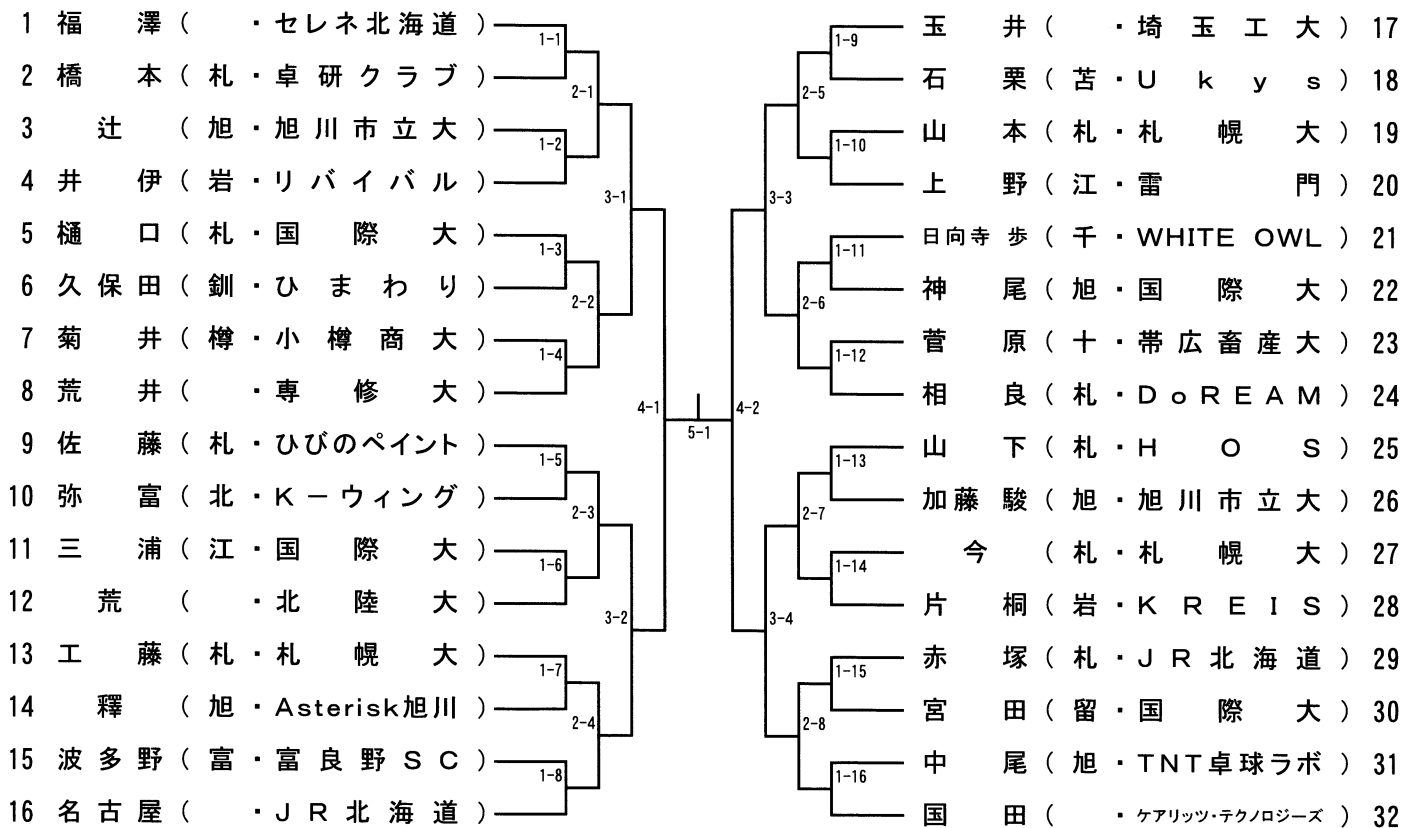 1 福澤 ( ・セレネ北海道 )
2 橋本 ( 札・卓研クラブ )
3 辻 ( 旭・旭川市立大 )
4 井伊 ( 岩・リバイバル )
5 樋口 ( 札・国際大 )
6 久保田 ( 釧・ひまわり )
7 菊井 ( 樽・小樽商大 )
8 荒井 ( ・専修大 )
9 佐藤 ( 札・ひびのペイント )
10 弥富 ( 北・K－ウィング )
11 三浦 ( 江・国際大 )
12 荒 ( ・北陸大 )
13 工藤 ( 札・札幌大 )
14 釋 ( 旭・Asterisk旭川 )
15 波多野 ( 富・富良野SC )
16 名古屋 ( ・JR北海道 )
1-1
1-2
1-3
1-4
1-5
1-6
1-7
1-8
2-1
2-2
2-3
2-4
3-1
3-2
4-1
5-1
4-2
3-3
3-4
2-5
2-6
2-7
2-8
1-9
1-10
1-11
1-12
1-13
1-14
1-15
1-16
玉井 ( ・埼玉工大 ) 17
石栗 ( 苫・Ukys ) 18
山本 ( 札・札幌大 ) 19
上野 ( 江・雷門 ) 20
日向寺 歩 ( 千・WHITE OWL ) 21
神尾 ( 旭・国際大 ) 22
菅原 ( 十・帯広畜産大 ) 23
相良 ( 札・DoREAM ) 24
山下 ( 札・HOS ) 25
加藤駿 ( 旭・旭川市立大 ) 26
今 ( 札・札幌大 ) 27
片桐 ( 岩・KREIS ) 28
赤塚 ( 札・JR北海道 ) 29
宮田 ( 留・国際大 ) 30
中尾 ( 旭・TNT卓球ラボ ) 31
国田 ( ・ケアリッツ・テクノロジーズ ) 32